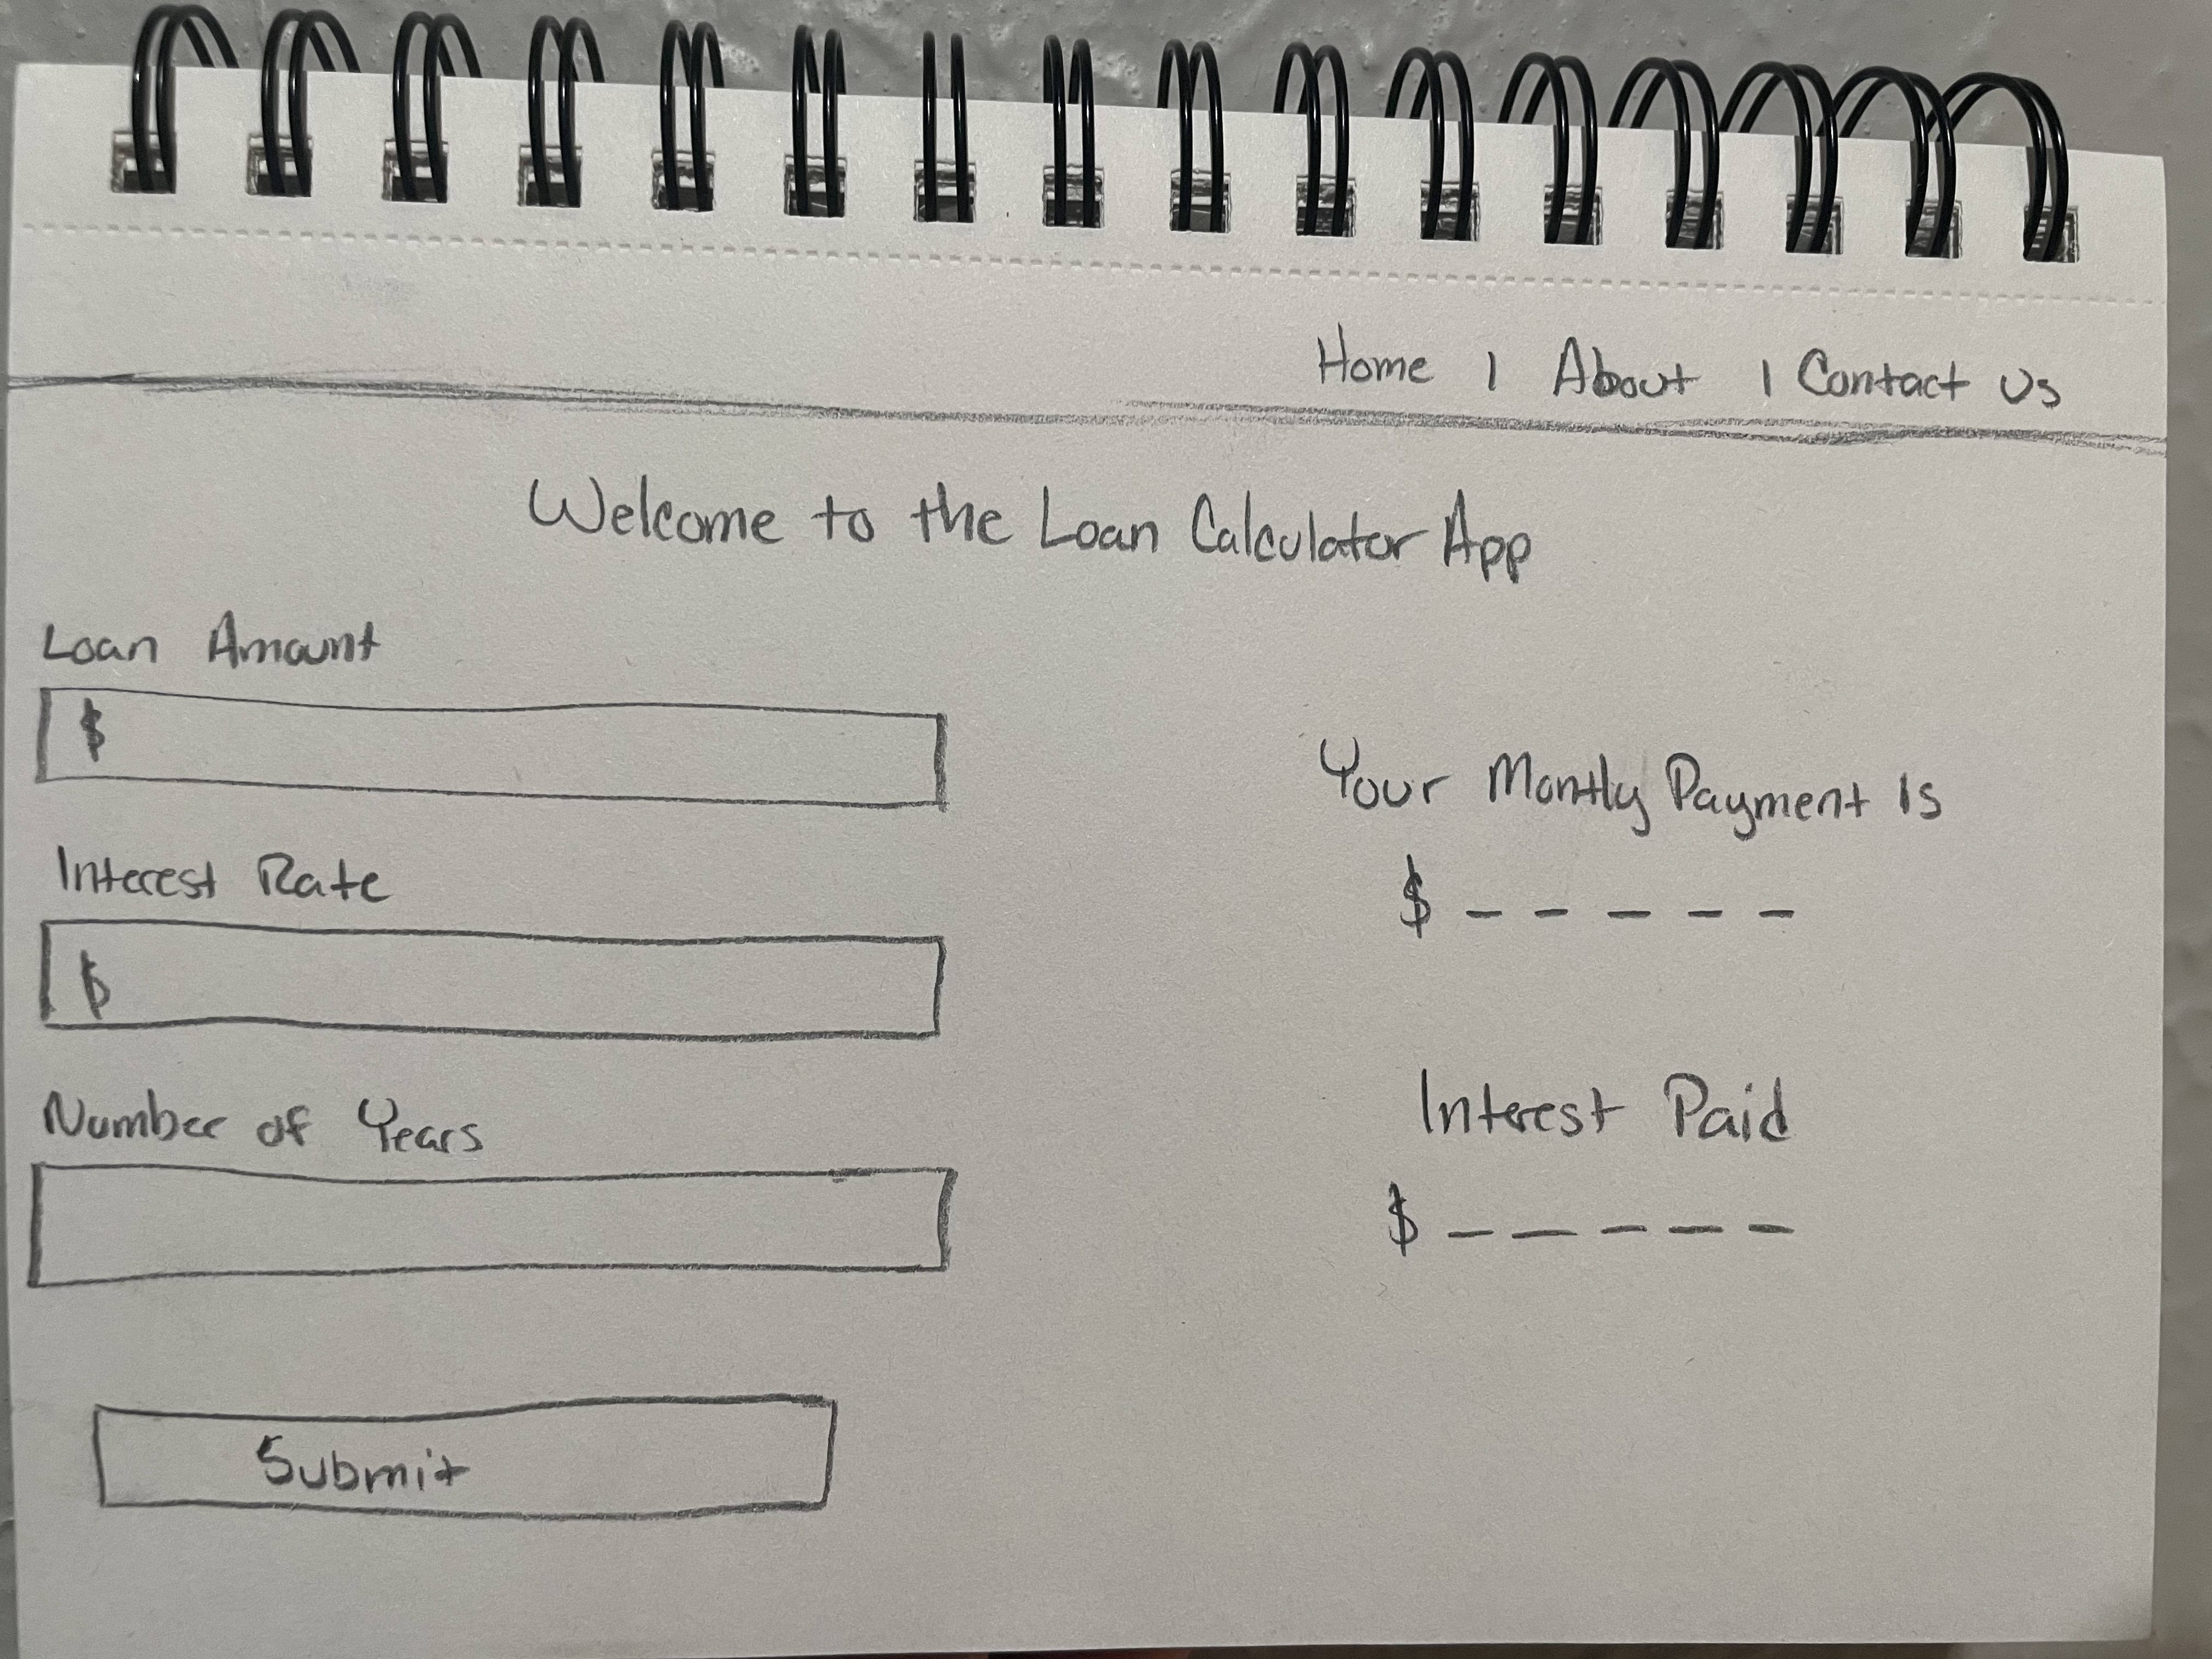 Home | About | Contact Us
Welcome to the Loan Calculator App
Loan Amount
$
Interest Rate
$
Number of Years
Submit
Your Montly Payment Is
$ - - - - -
Interest Paid
$ - - - - -